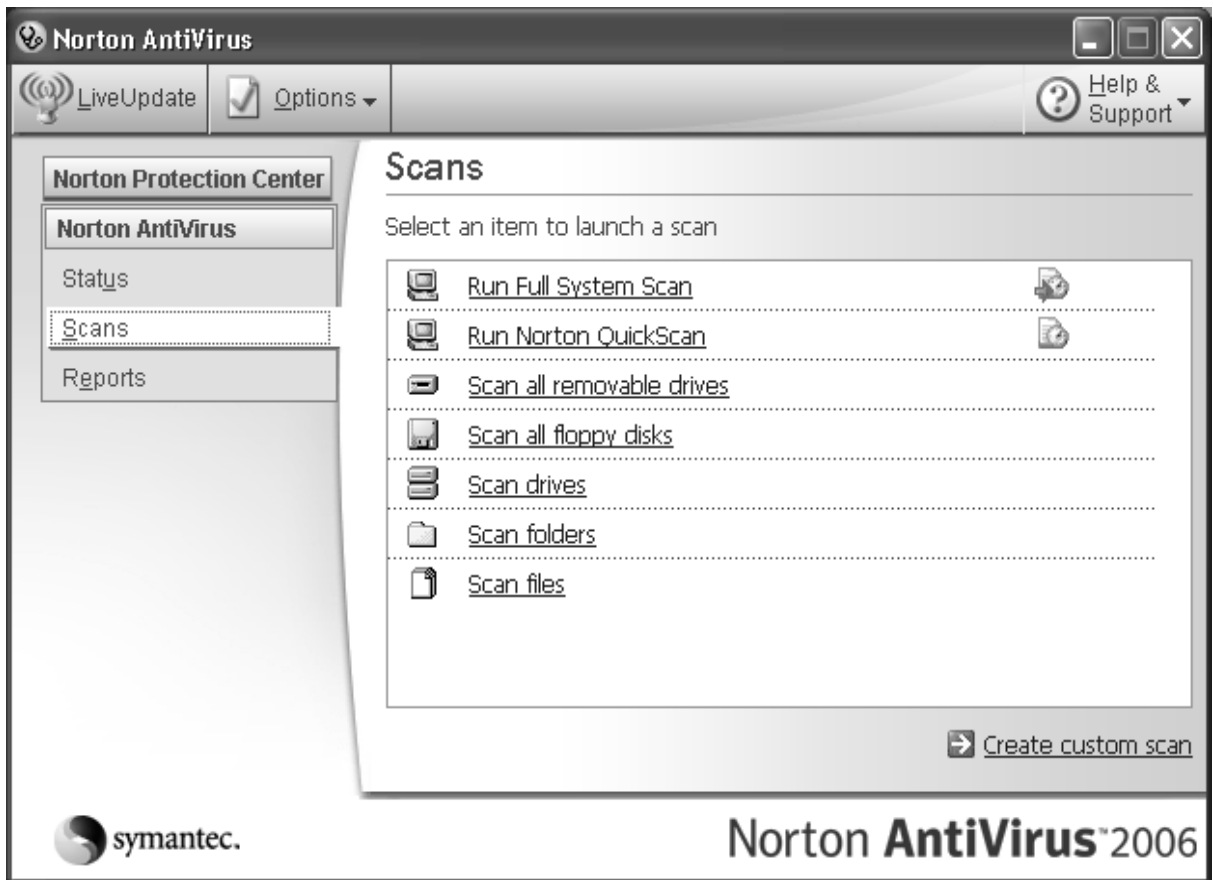 Norton AntiVirus
LiveUpdate
Options
Help &
Support
Norton Protection Center
Norton AntiVirus
Status
Scans
Reports
Scans
Select an item to launch a scan
Run Full System Scan
Run Norton QuickScan
Scan all removable drives
Scan all floppy disks
Scan drives
Scan folders
Scan files
Create custom scan
symantec.
Norton AntiVirus™ 2006